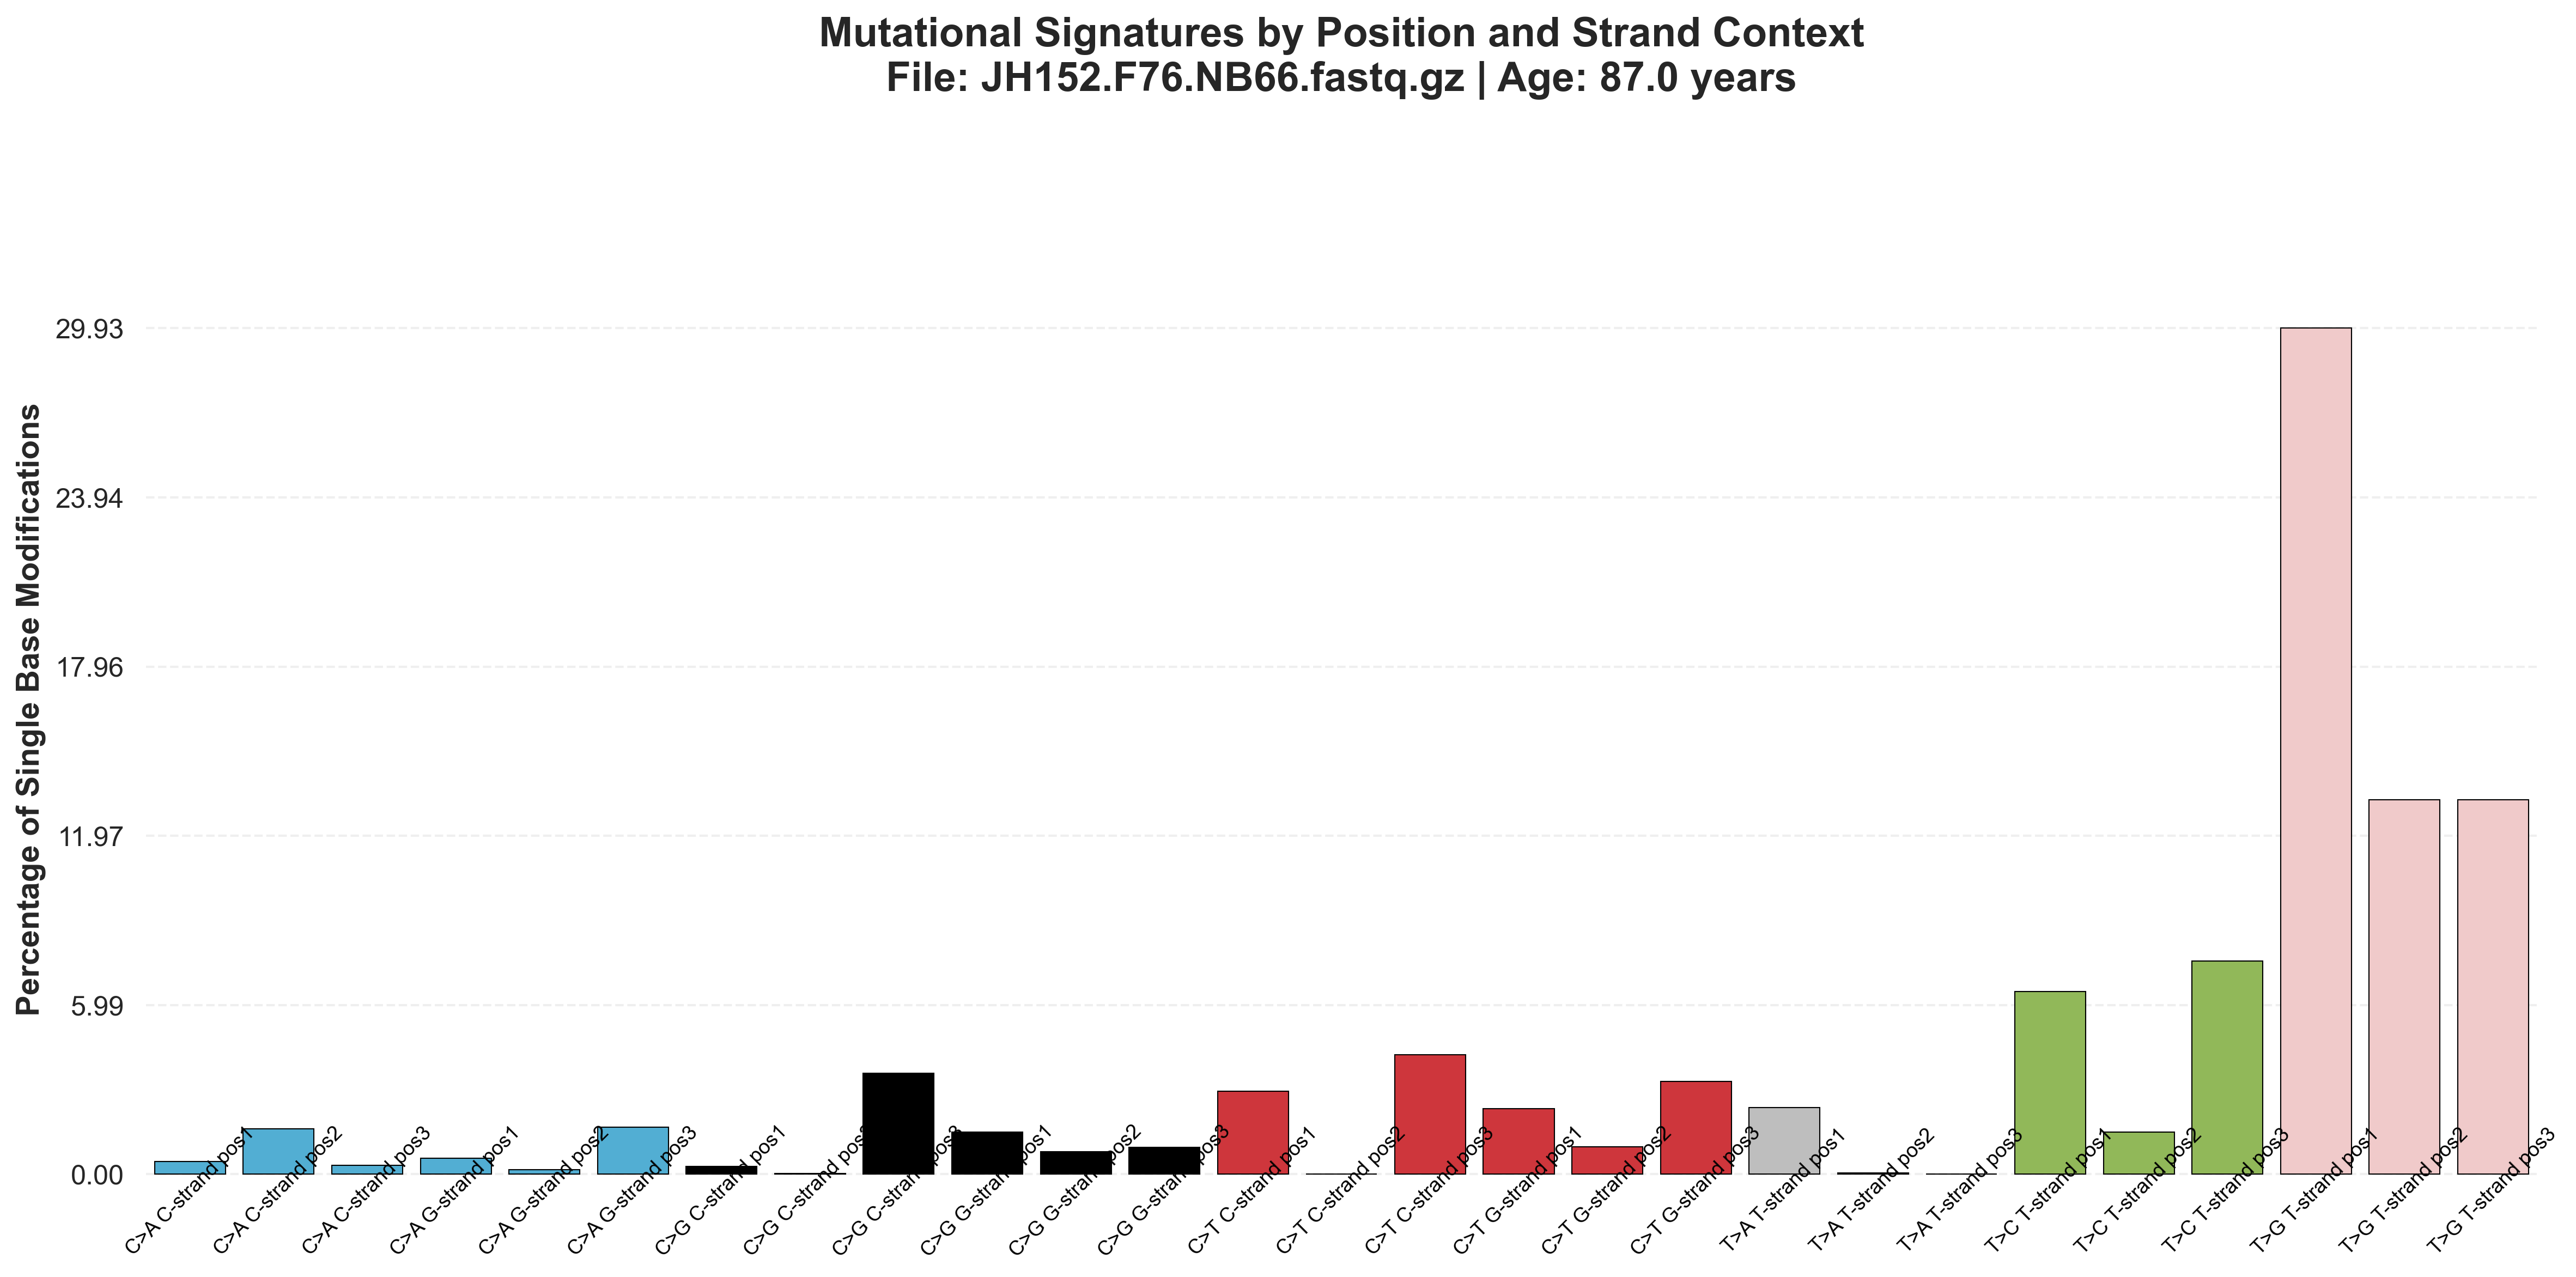 Mutational Signatures by Position and Strand Context
File: JH152.F76.NB66.fastq.gz | Age: 87.0 years
Percentage of Single Base Modifications
29.93
23.94
17.96
11.97
5.99
0.00
C>A C-strand pos1
C>A C-strand pos2
C>A C-strand pos3
C>A G-strand pos1
C>A G-strand pos2
C>A G-strand pos3
C>G C-strand pos1
C>G C-strand pos2
C>G C-strand pos3
C>G G-strand pos1
C>G G-strand pos2
C>G G-strand pos3
C>T C-strand pos1
C>T C-strand pos2
C>T C-strand pos3
C>T G-strand pos1
C>T G-strand pos2
C>T G-strand pos3
T>A T-strand pos1
T>A T-strand pos2
T>A T-strand pos3
T>C T-strand pos1
T>C T-strand pos2
T>C T-strand pos3
T>G T-strand pos1
T>G T-strand pos2
T>G T-strand pos3